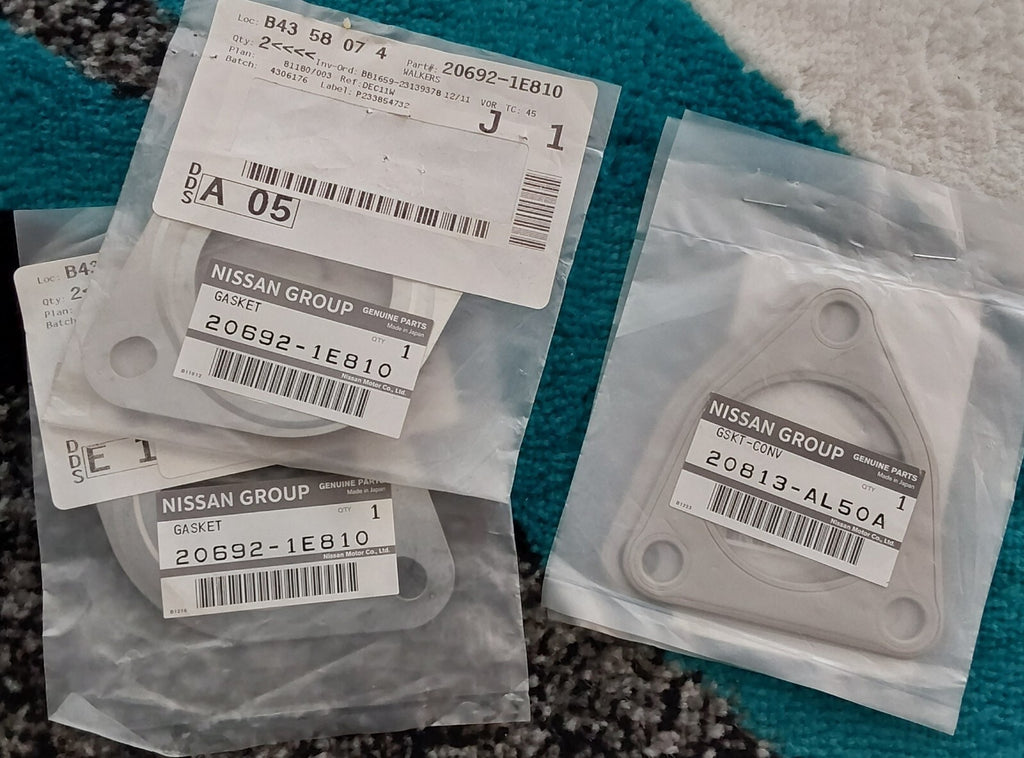 Loc: B43 58 07 4
Part#: 20692-1E810
Qty: 2<<<< Inv-Ord: BB1659-2313937B 12/11
WALKERS
VOR TC: 45
Plan: 81180/003 Ref:DEC11W
Batch: 4306176 Label: P233854732
J 1
DDS A 05
NISSAN GROUP GENUINE PARTS
Made in Japan
GASKET
QTY 1
20692-1E810
Nissan Motor Co., Ltd.
Loc: B43
Qty: 2<
Plan:
Batch
DDS E 1
NISSAN GROUP GENUINE PARTS
Made in Japan
GASKET
QTY 1
20692-1E810
Nissan Motor Co., Ltd.
NISSAN GROUP GENUINE PARTS
Made in Japan
GSKT-CONV
QTY 1
20813-AL50A
Nissan Motor Co., Ltd.